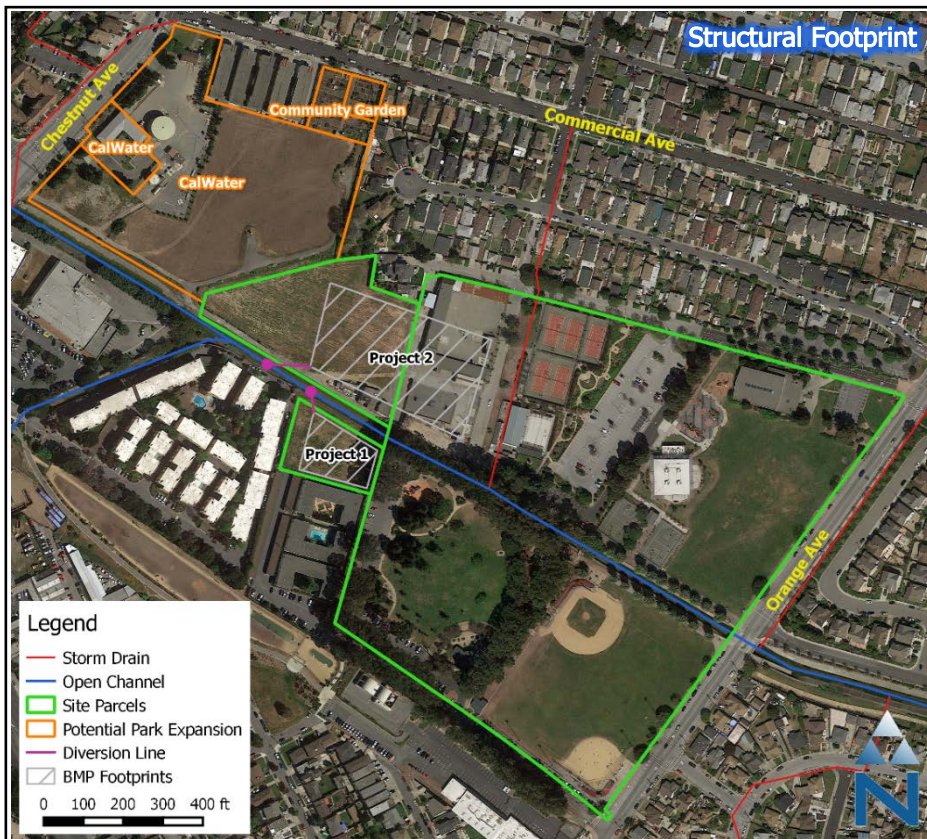 Structural Footprint
Chestnut Ave
Community Garden
Commercial Ave
CalWater
CalWater
Project 2
Project 1
Orange Ave
Legend
Storm Drain
Open Channel
Site Parcels
Potential Park Expansion
Diversion Line
BMP Footprints
0 100 200 300 400 ft
N